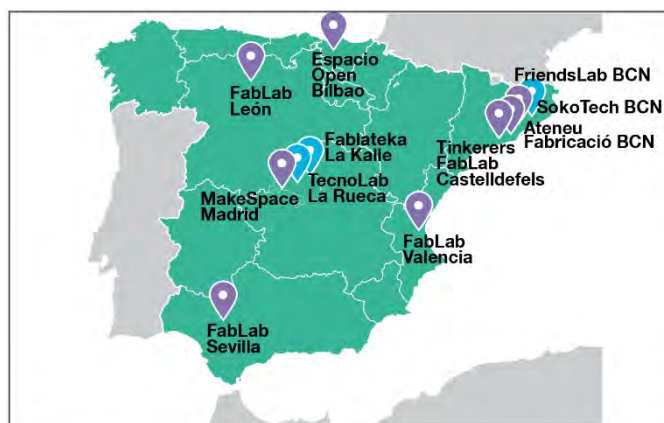 FabLab
León
Espacio
Open
Bilbao
FriendsLab BCN
SokoTech BCN
Ateneu
Fabricació BCN
Tinkerers
FabLab
Castelldefels
Fablateka
La Kalle
TecnoLab
La Rueca
MakeSpace
Madrid
FabLab
Valencia
FabLab
Sevilla